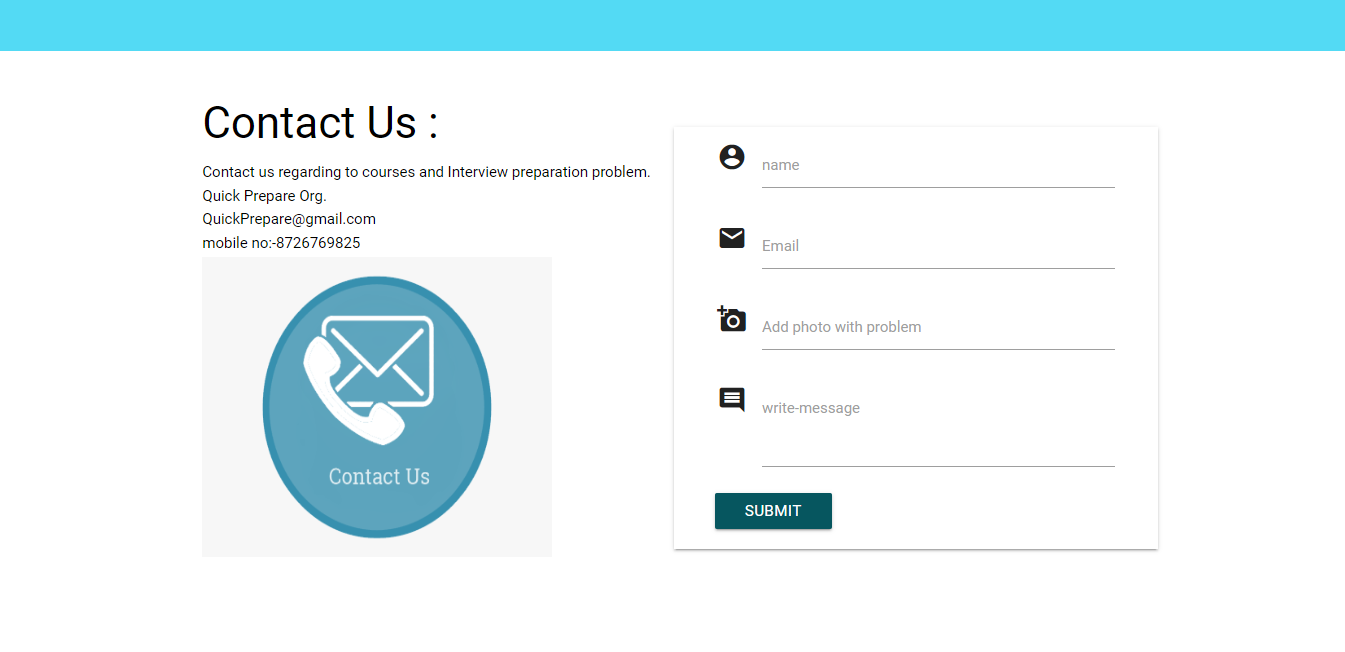 Contact Us :
Contact us regarding to courses and Interview preparation problem.
Quick Prepare Org.
QuickPrepare@gmail.com
mobile no:-8726769825
Contact Us
name
Email
Add photo with problem
write-message
SUBMIT